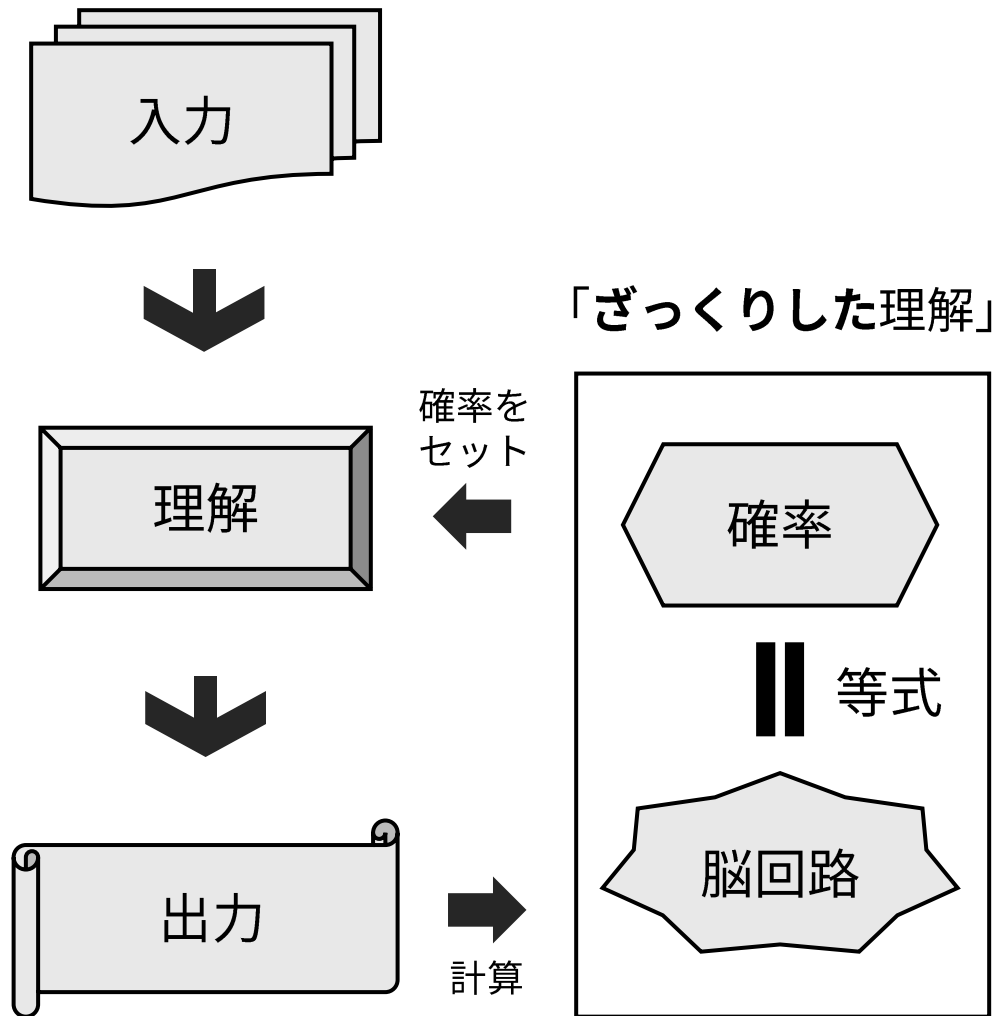 入力
「ざっくりした理解」
確率を
セット
理解
確率
等式
脳回路
出力
計算